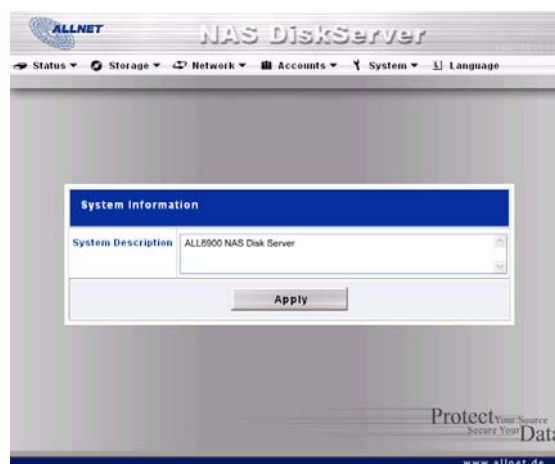 ALLNET
NAS DiskServer
Status Storage Network Accounts System Language
System Information
System Description
ALL6900 NAS Disk Server
Apply
Protect Your Source
Secure Your Data
www.allnet.de